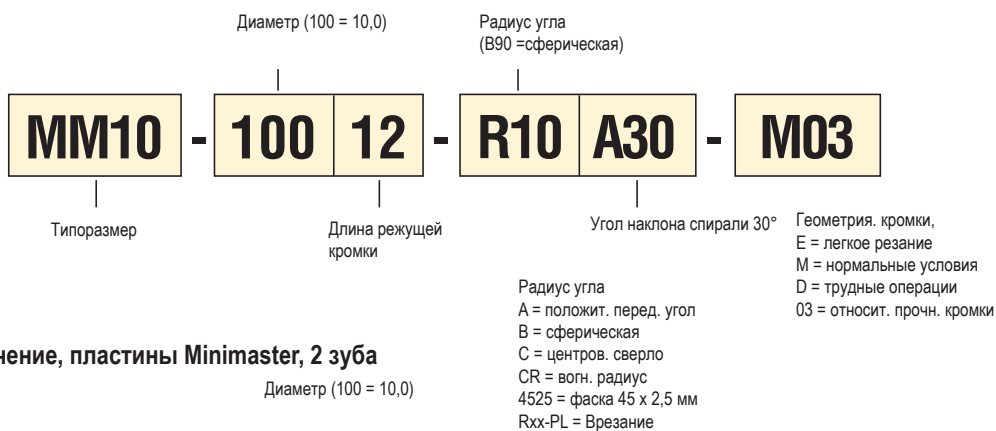 Диаметр (100 = 10,0)
Радиус угла
(B90 =сферическая)
MM10 - 100 12 - R10 A30 - M03
Типоразмер
Длина режущей
кромки
Угол наклона спирали 30°
Геометрия. кромки,
E = легкое резание
M = нормальные условия
D = трудные операции
03 = относит. прочн. кромки
Радиус угла
A = положит. перед. угол
B = сферическая
C = центров. сверло
CR = вогн. радиус
4525 = фаска 45 x 2,5 мм
Rxx-PL = Врезание
чение, пластины Minimaster, 2 зуба
Диаметр (100 = 10,0)